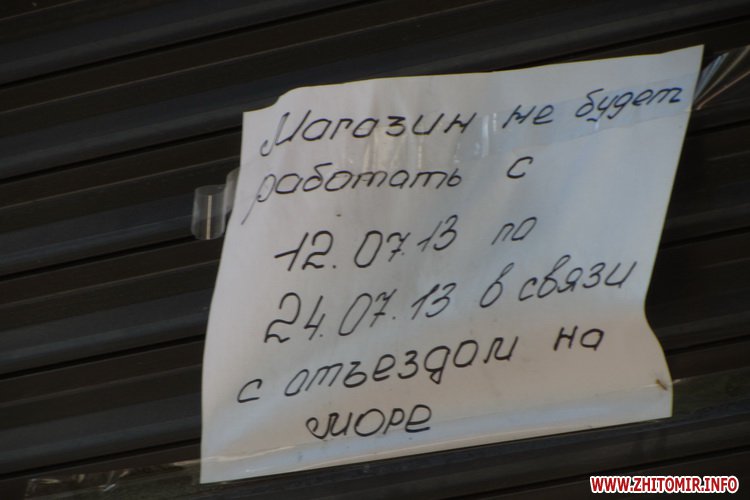 Магазин не будет
работать с
12.07.13 по
24.07.13 в связи
с отъездом на
море
WWW.ZHITOMIR.INFO